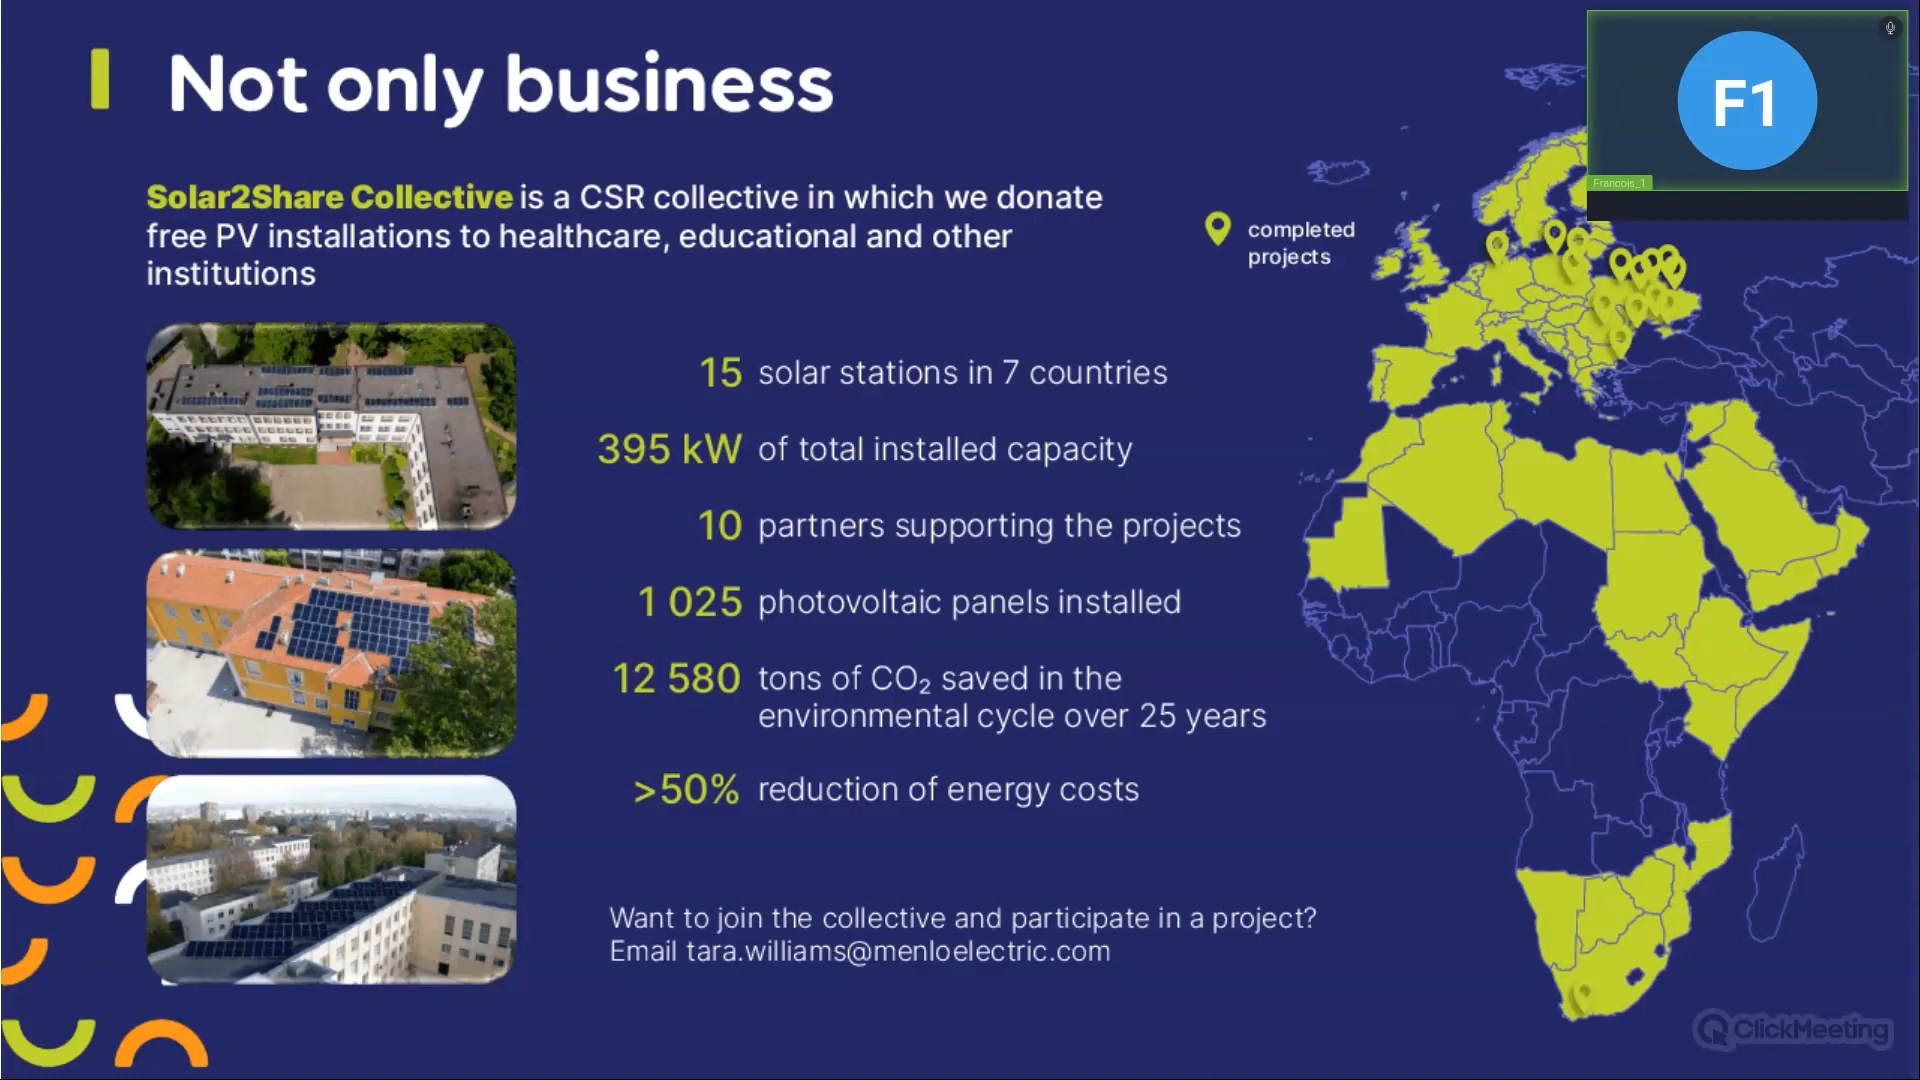 Not only business
F1
Francois_1
Solar2Share Collective is a CSR collective in which we donate
free PV installations to healthcare, educational and other
institutions
completed
projects
15 solar stations in 7 countries
395 kW of total installed capacity
10 partners supporting the projects
1 025 photovoltaic panels installed
12 580 tons of CO₂ saved in the
environmental cycle over 25 years
>50% reduction of energy costs
Want to join the collective and participate in a project?
Email tara.williams@menloelectric.com
ClickMeeting